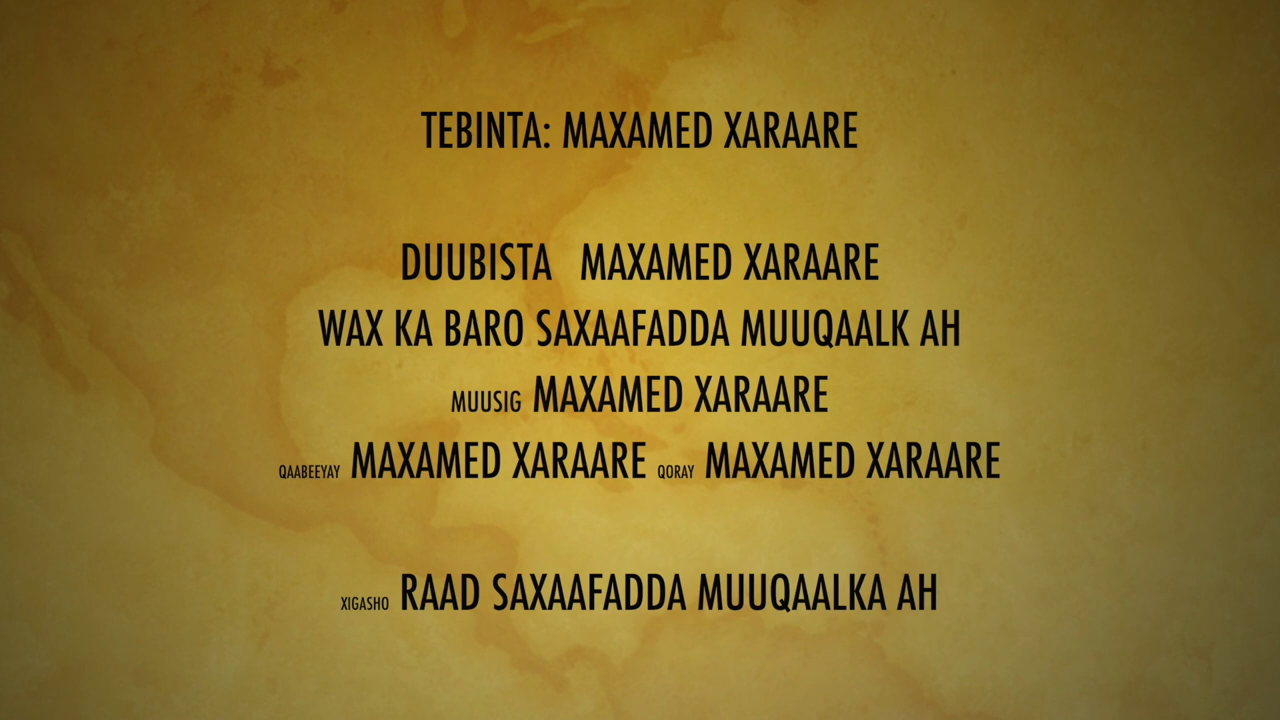 TEBINTA: MAXAMED XARAARE
DUUBISTA MAXAMED XARAARE
WAX KA BARO SAXAAFADDA MUUQAALK AH
MUUSIG MAXAMED XARAARE
QAABEEYAY MAXAMED XARAARE QORAY MAXAMED XARAARE
XIGASHO RAAD SAXAAFADDA MUUQAALKA AH